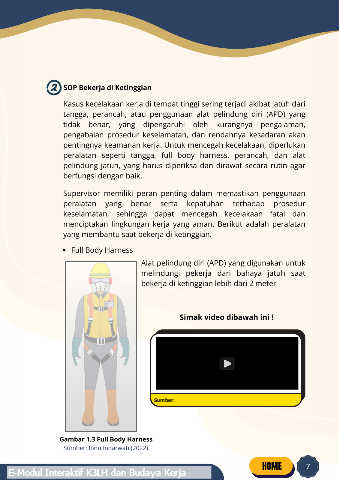 2 SOP Bekerja di Ketinggian
Kasus kecelakaan kerja di tempat tinggi sering terjadi akibat jatuh dari
tangga, perancah, atau penggunaan alat pelindung diri (APD) yang
tidak benar, yang dipengaruhi oleh kurangnya pengalaman,
pengabaian prosedur keselamatan, dan rendahnya kesadaran akan
pentingnya keamanan kerja. Untuk mencegah kecelakaan, diperlukan
peralatan seperti tangga, full body harness, perancah, dan alat
pelindung jatuh, yang harus diperiksa dan dirawat secara rutin agar
berfungsi dengan baik.
Supervisor memiliki peran penting dalam memastikan penggunaan
peralatan yang benar serta kepatuhan terhadap prosedur
keselamatan, sehingga dapat mencegah kecelakaan fatal dan
menciptakan lingkungan kerja yang aman. Berikut adalah peralatan
yang membantu saat bekerja di ketinggian.
• Full Body Harness
Alat pelindung diri (APD) yang digunakan untuk
melindungi pekerja dari bahaya jatuh saat
bekerja di ketinggian lebih dari 2 meter
Simak video dibawah ini !
Sumber:
Gambar 1.3 Full Body Harness
Sumber: Ibnu Indarwati (2022)
E-Modul Interaktif K3LH dan Budaya Kerja
HOME
7